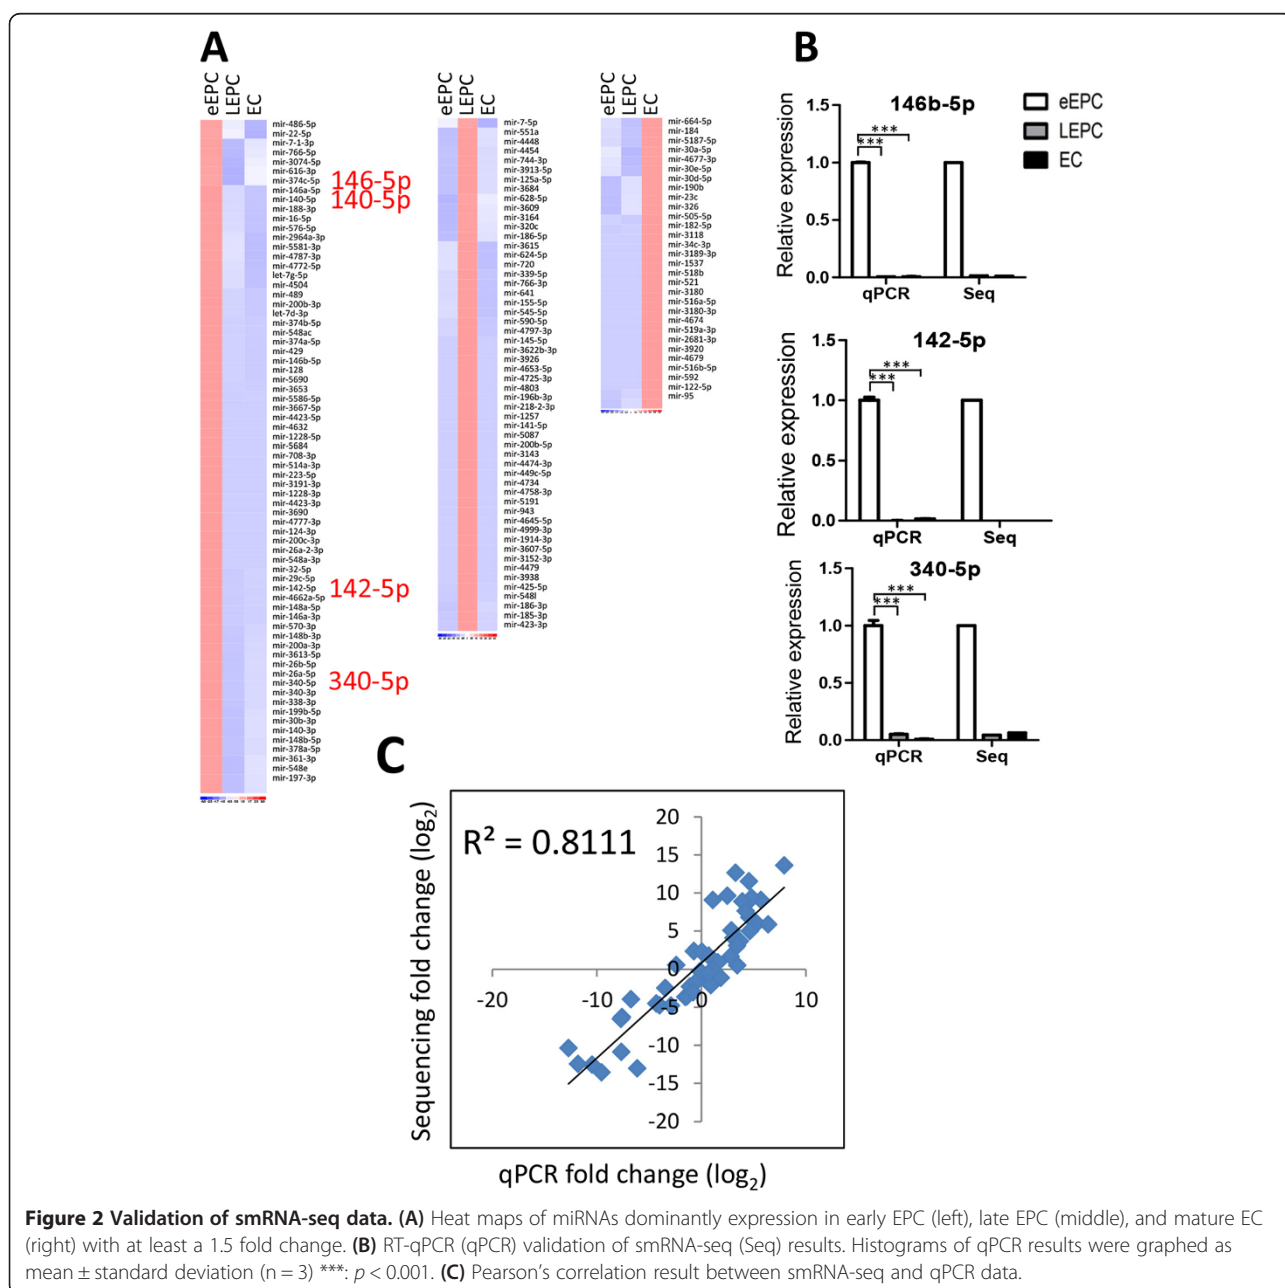 A
eEPC
LEPC
EC
mir-486-5p
mir-22-5p
mir-7-1-3p
mir-766-5p
mir-3074-5p
mir-616-3p
mir-374c-5p
mir-146a-5p
mir-140-5p
mir-188-3p
mir-16-5p
mir-576-5p
mir-2964a-3p
mir-5581-3p
mir-4787-3p
mir-4772-5p
let-7g-5p
mir-4504
mir-489
mir-200b-3p
let-7d-3p
mir-374b-5p
mir-548ac
mir-374a-5p
mir-429
mir-146b-5p
mir-128
mir-5690
mir-3653
mir-5586-5p
mir-3667-5p
mir-4423-5p
mir-4632
mir-1228-5p
mir-5684
mir-708-3p
mir-514a-3p
mir-223-5p
mir-3191-3p
mir-1228-3p
mir-4423-3p
mir-3690
mir-4777-3p
mir-124-3p
mir-200c-3p
mir-26a-2-3p
mir-548a-3p
mir-32-5p
mir-29c-5p
mir-142-5p
mir-4662a-5p
mir-148a-5p
mir-146a-3p
mir-570-3p
mir-148b-3p
mir-200a-3p
mir-3613-5p
mir-26b-5p
mir-26a-5p
mir-340-5p
mir-340-3p
mir-338-3p
mir-199b-5p
mir-30b-3p
mir-140-3p
mir-148b-5p
mir-378a-5p
mir-361-3p
mir-548e
mir-197-3p
146-5p
140-5p
142-5p
340-5p
eEPC
LEPC
EC
mir-7-5p
mir-551a
mir-4448
mir-4454
mir-744-3p
mir-3913-5p
mir-125a-5p
mir-3684
mir-628-5p
mir-3609
mir-3164
mir-320c
mir-186-5p
mir-3615
mir-624-5p
mir-720
mir-339-5p
mir-766-3p
mir-641
mir-155-5p
mir-545-5p
mir-590-5p
mir-4797-3p
mir-145-5p
mir-3622b-3p
mir-3926
mir-4653-5p
mir-4725-3p
mir-4803
mir-196b-3p
mir-218-2-3p
mir-1257
mir-141-5p
mir-5087
mir-200b-5p
mir-3143
mir-4474-3p
mir-449c-5p
mir-4734
mir-4758-3p
mir-5191
mir-943
mir-4645-5p
mir-4999-3p
mir-1914-3p
mir-3607-5p
mir-3152-3p
mir-4479
mir-3938
mir-425-5p
mir-548l
mir-186-3p
mir-185-3p
mir-423-3p
eEPC
LEPC
EC
mir-664-5p
mir-184
mir-5187-5p
mir-30a-5p
mir-4677-3p
mir-30e-5p
mir-30d-5p
mir-190b
mir-23c
mir-326
mir-505-5p
mir-182-5p
mir-3118
mir-34c-3p
mir-3189-3p
mir-1537
mir-518b
mir-521
mir-3180
mir-516a-5p
mir-3180-3p
mir-4674
mir-519a-3p
mir-2681-3p
mir-3920
mir-4679
mir-516b-5p
mir-592
mir-122-5p
mir-95
B
146b-5p
Relative expression
1.5
1.0
0.5
0.0
***
***
qPCR
Seq
eEPC
LEPC
EC
142-5p
Relative expression
1.5
1.0
0.5
0.0
***
***
qPCR
Seq
340-5p
Relative expression
1.5
1.0
0.5
0.0
***
***
qPCR
Seq
C
R² = 0.8111
Sequencing fold change (log₂)
20
15
10
5
0
-5
-10
-15
-20
-20
-10
0
10
qPCR fold change (log₂)
Figure 2 Validation of smRNA-seq data. (A) Heat maps of miRNAs dominantly expression in early EPC (left), late EPC (middle), and mature EC
(right) with at least a 1.5 fold change. (B) RT-qPCR (qPCR) validation of smRNA-seq (Seq) results. Histograms of qPCR results were graphed as
mean ± standard deviation (n = 3) ***: p < 0.001. (C) Pearson's correlation result between smRNA-seq and qPCR data.